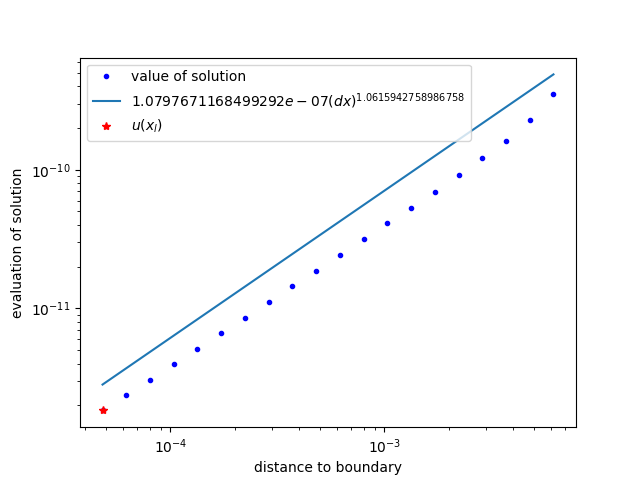 value of solution
1.0797671168499292e − 07(dx)^1.0615942758986758
u(x_l)
10^−10
10^−11
evaluation of solution
10^−4
10^−3
distance to boundary